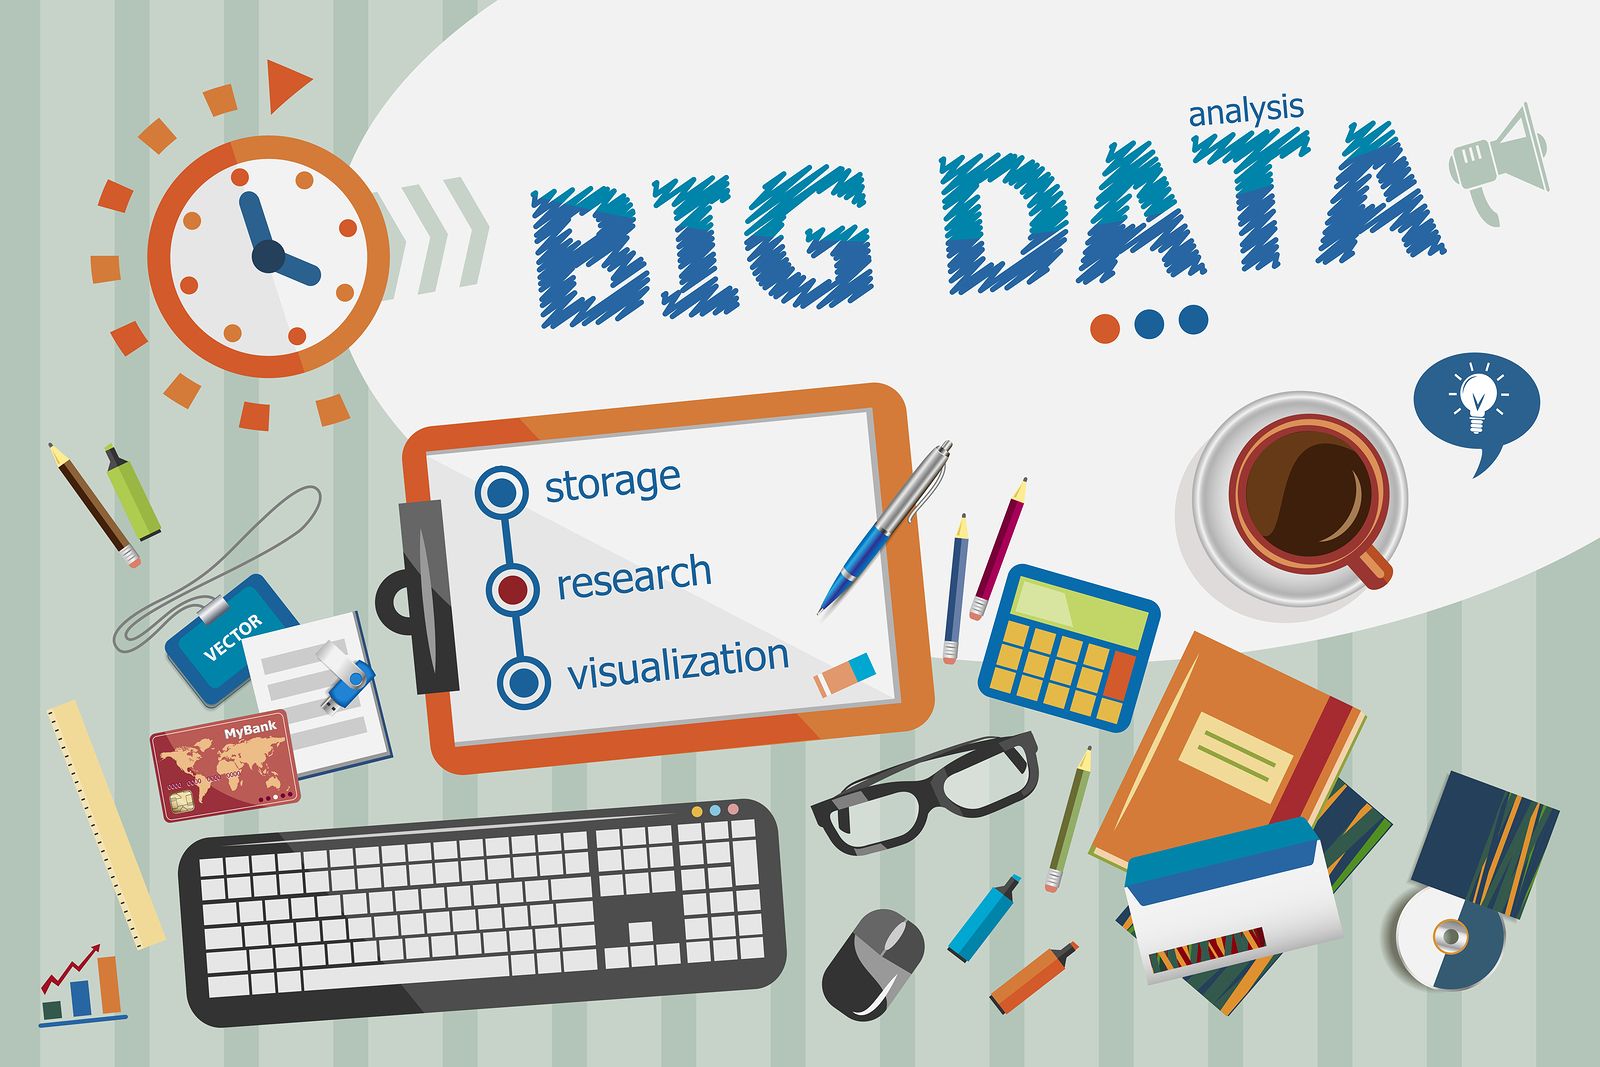 analysis
BIG DATA
storage
research
visualization
VECTOR
MyBank